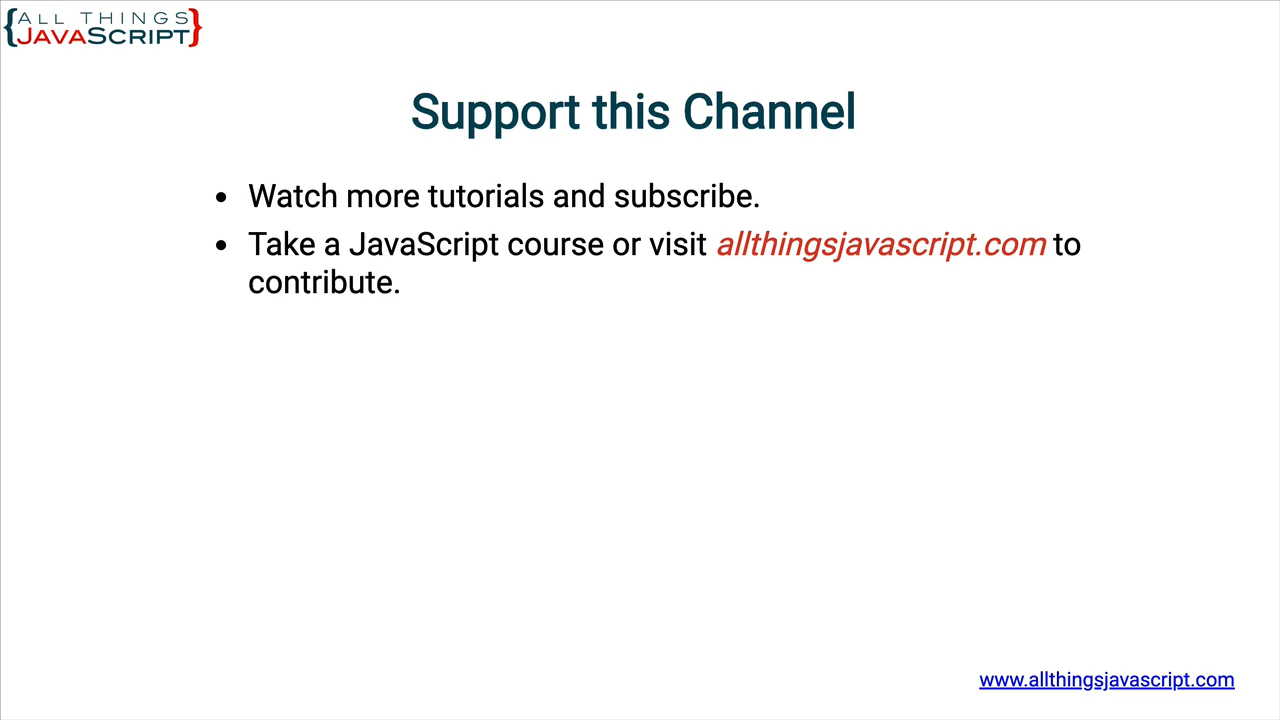 {ALL THINGS
JAVASCRIPT}
Support this Channel
• Watch more tutorials and subscribe.
• Take a JavaScript course or visit allthingsjavascript.com to
contribute.
www.allthingsjavascript.com